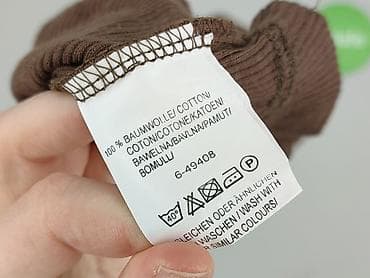 100 % BAUMWOLLE/ COTTON/
COTON/COTONE/KATOEN/
BAWEŁNA/BAVLNA/PAMUT/
BOMULL/
6-49408
40°
P
GLEICHEN ODER ÄHNLICHEN
WASCHEN / WASH WITH
SIMILAR COLOURS/